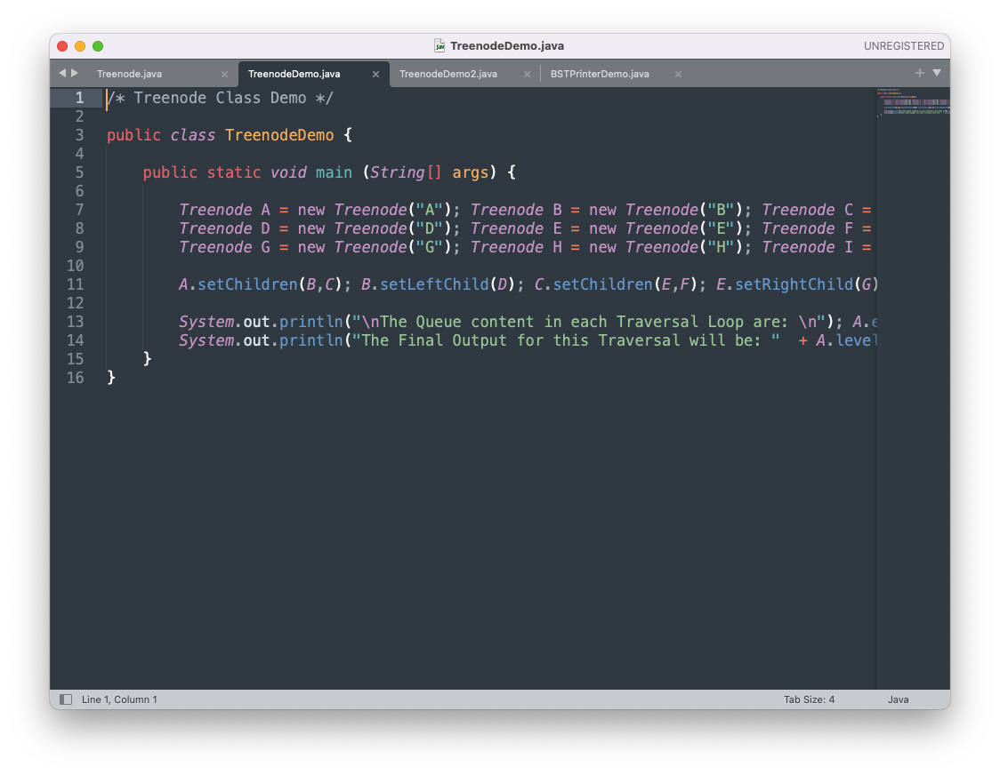 TreenodeDemo.java
UNREGISTERED
Treenode.java TreenodeDemo.java TreenodeDemo2.java BSTPrinterDemo.java
1 /* Treenode Class Demo */
2
3 public class TreenodeDemo {
4
5 public static void main (String[] args) {
6
7 Treenode A = new Treenode("A"); Treenode B = new Treenode("B"); Treenode C =
8 Treenode D = new Treenode("D"); Treenode E = new Treenode("E"); Treenode F =
9 Treenode G = new Treenode("G"); Treenode H = new Treenode("H"); Treenode I =
10
11 A.setChildren(B,C); B.setLeftChild(D); C.setChildren(E,F); E.setRightChild(G)
12
13 System.out.println("\nThe Queue content in each Traversal Loop are: \n"); A.
14 System.out.println("The Final Output for this Traversal will be: " + A.level
15 }
16 }
Line 1, Column 1
Tab Size: 4
Java